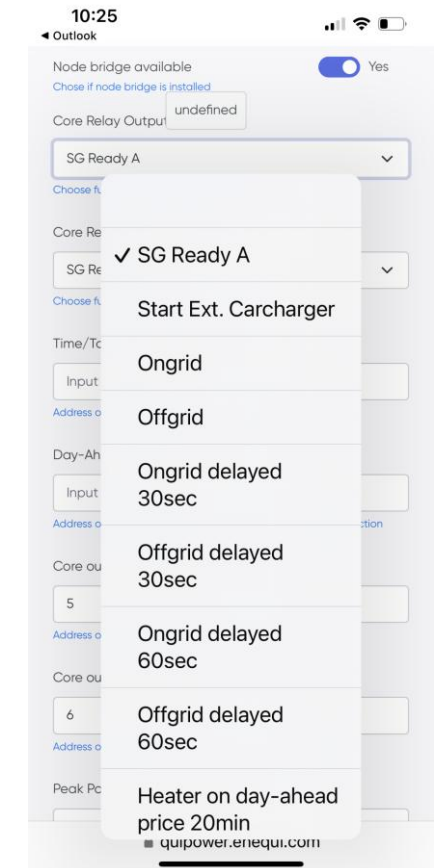 10:25
◀ Outlook
Node bridge available
Yes
Chose if node bridge is installed
undefined
Core Relay Output
SG Ready A
Choose fu
Core Re
SG Re
Choose fu
Time/To
Input
Address o
Day-Ah
Input
Address o
ction
Core ou
5
Address o
Core ou
6
Address o
Peak Po
✓ SG Ready A
Start Ext. Carcharger
Ongrid
Offgrid
Ongrid delayed
30sec
Offgrid delayed
30sec
Ongrid delayed
60sec
Offgrid delayed
60sec
Heater on day-ahead
price 20min
quipower.enequi.com